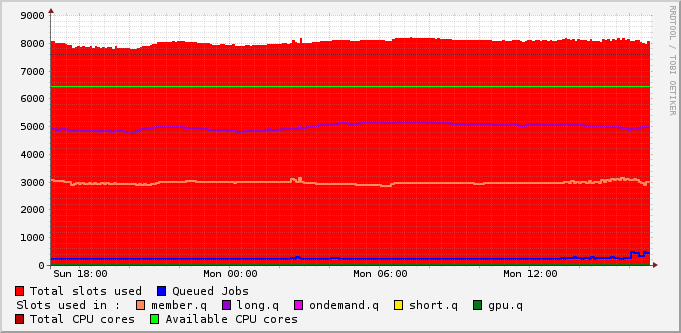 RRDTOOL / TOBI OETIKER
9000
8000
7000
6000
5000
4000
3000
2000
1000
0
Sun 18:00 Mon 00:00 Mon 06:00 Mon 12:00
Total slots used Queued Jobs
Slots used in : member.q long.q ondemand.q short.q gpu.q
Total CPU cores Available CPU cores